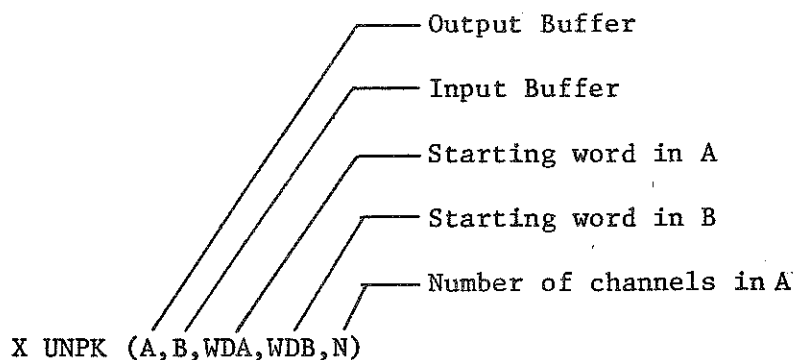 Output Buffer
Input Buffer
Starting word in A
Starting word in B
Number of channels in A
X UNPK (A,B,WDA,WDB,N)